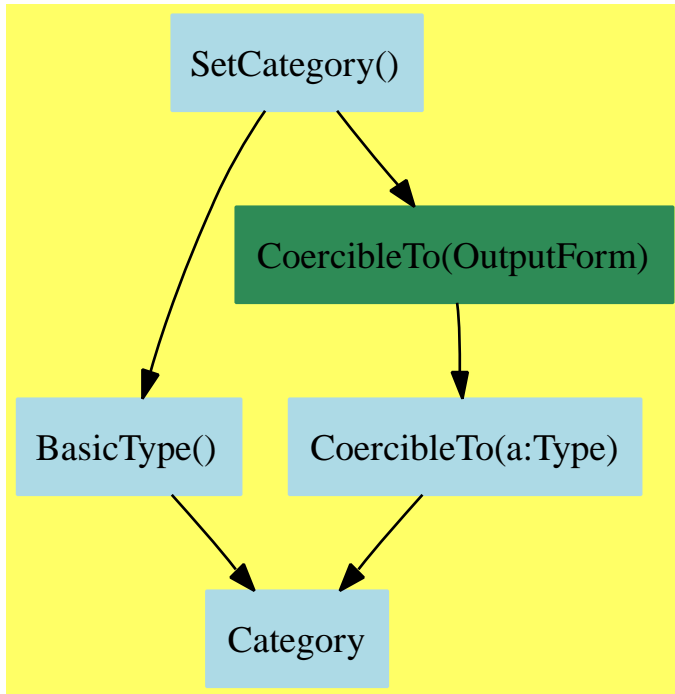 SetCategory()
CoercibleTo(OutputForm)
BasicType()
CoercibleTo(a:Type)
Category